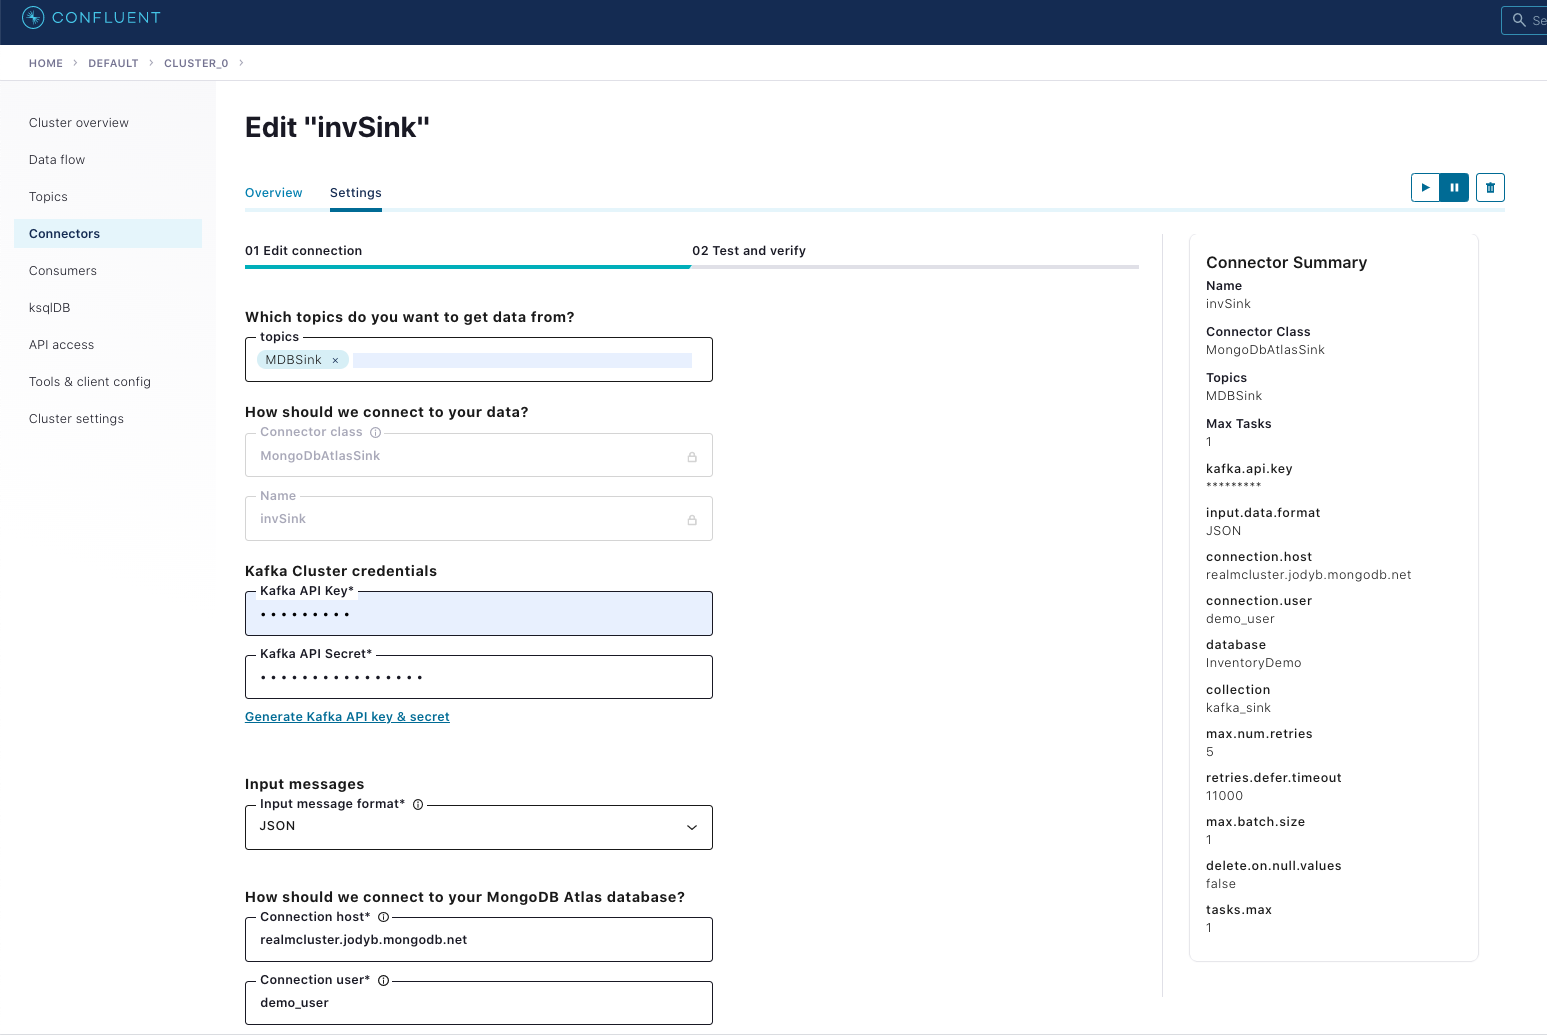 CONFLUENT
Se
HOME > DEFAULT > CLUSTER_0 >
Cluster overview
Data flow
Topics
Connectors
Consumers
ksqlDB
API access
Tools & client config
Cluster settings
Edit "invSink"
Overview Settings
01 Edit connection 02 Test and verify
Which topics do you want to get data from?
topics
MDBSink ×
How should we connect to your data?
Connector class
MongoDbAtlasSink
Name
invSink
Kafka Cluster credentials
Kafka API Key*
•••••••••
Kafka API Secret*
••••••••••••••••
Generate Kafka API key & secret
Input messages
Input message format*
JSON
How should we connect to your MongoDB Atlas database?
Connection host*
realmcluster.jodyb.mongodb.net
Connection user*
demo_user
Connector Summary
Name
invSink
Connector Class
MongoDbAtlasSink
Topics
MDBSink
Max Tasks
1
kafka.api.key
*********
input.data.format
JSON
connection.host
realmcluster.jodyb.mongodb.net
connection.user
demo_user
database
InventoryDemo
collection
kafka_sink
max.num.retries
5
retries.defer.timeout
11000
max.batch.size
1
delete.on.null.values
false
tasks.max
1